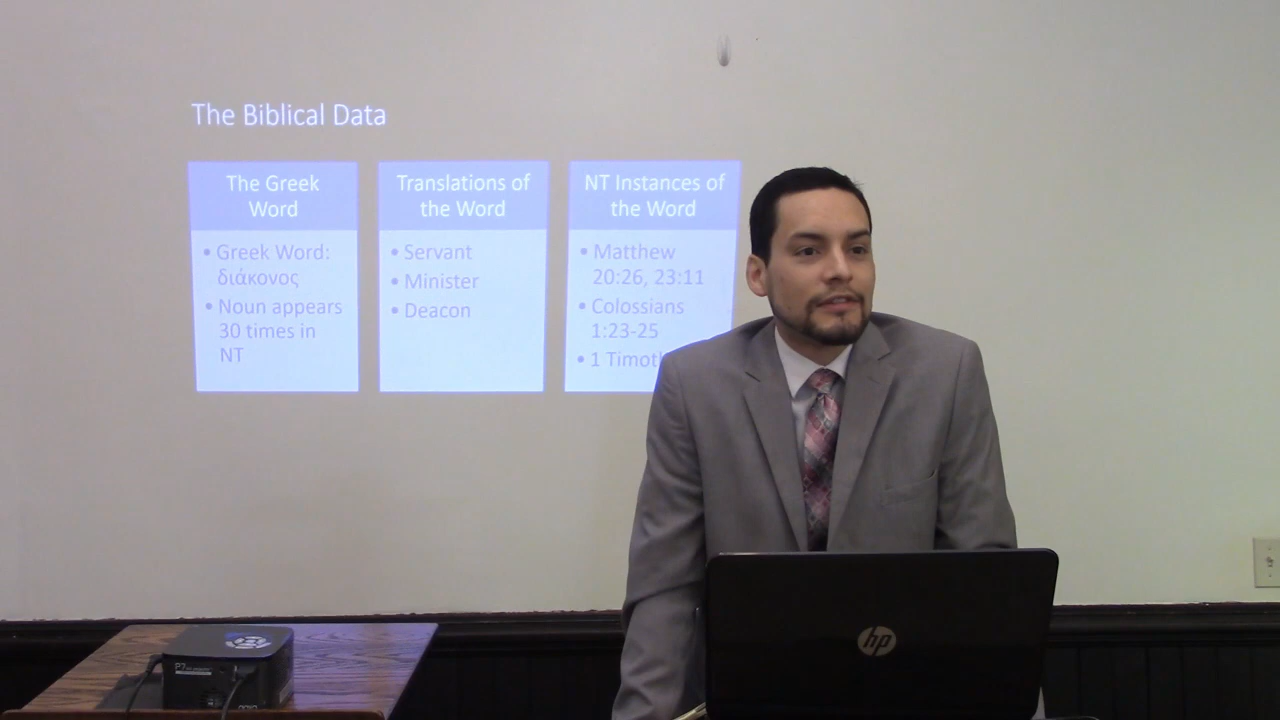 The Biblical Data
The Greek
Word
• Greek Word:
διάκονος
• Noun appears
30 times in
NT
Translations of
the Word
• Servant
• Minister
• Deacon
NT Instances of
the Word
• Matthew
20:26, 23:11
• Colossians
1:23-25
• 1
hp
P7